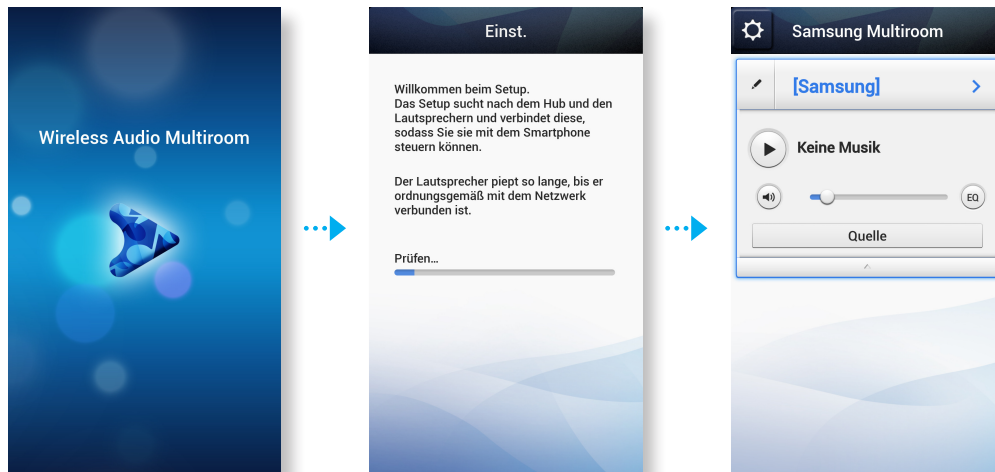 Wireless Audio Multiroom
Einst.
Willkommen beim Setup.
Das Setup sucht nach dem Hub und den
Lautsprechern und verbindet diese,
sodass Sie sie mit dem Smartphone
steuern können.
Der Lautsprecher piept so lange, bis er
ordnungsgemäß mit dem Netzwerk
verbunden ist.
Prüfen...
Samsung Multiroom
[Samsung]
Keine Musik
EQ
Quelle